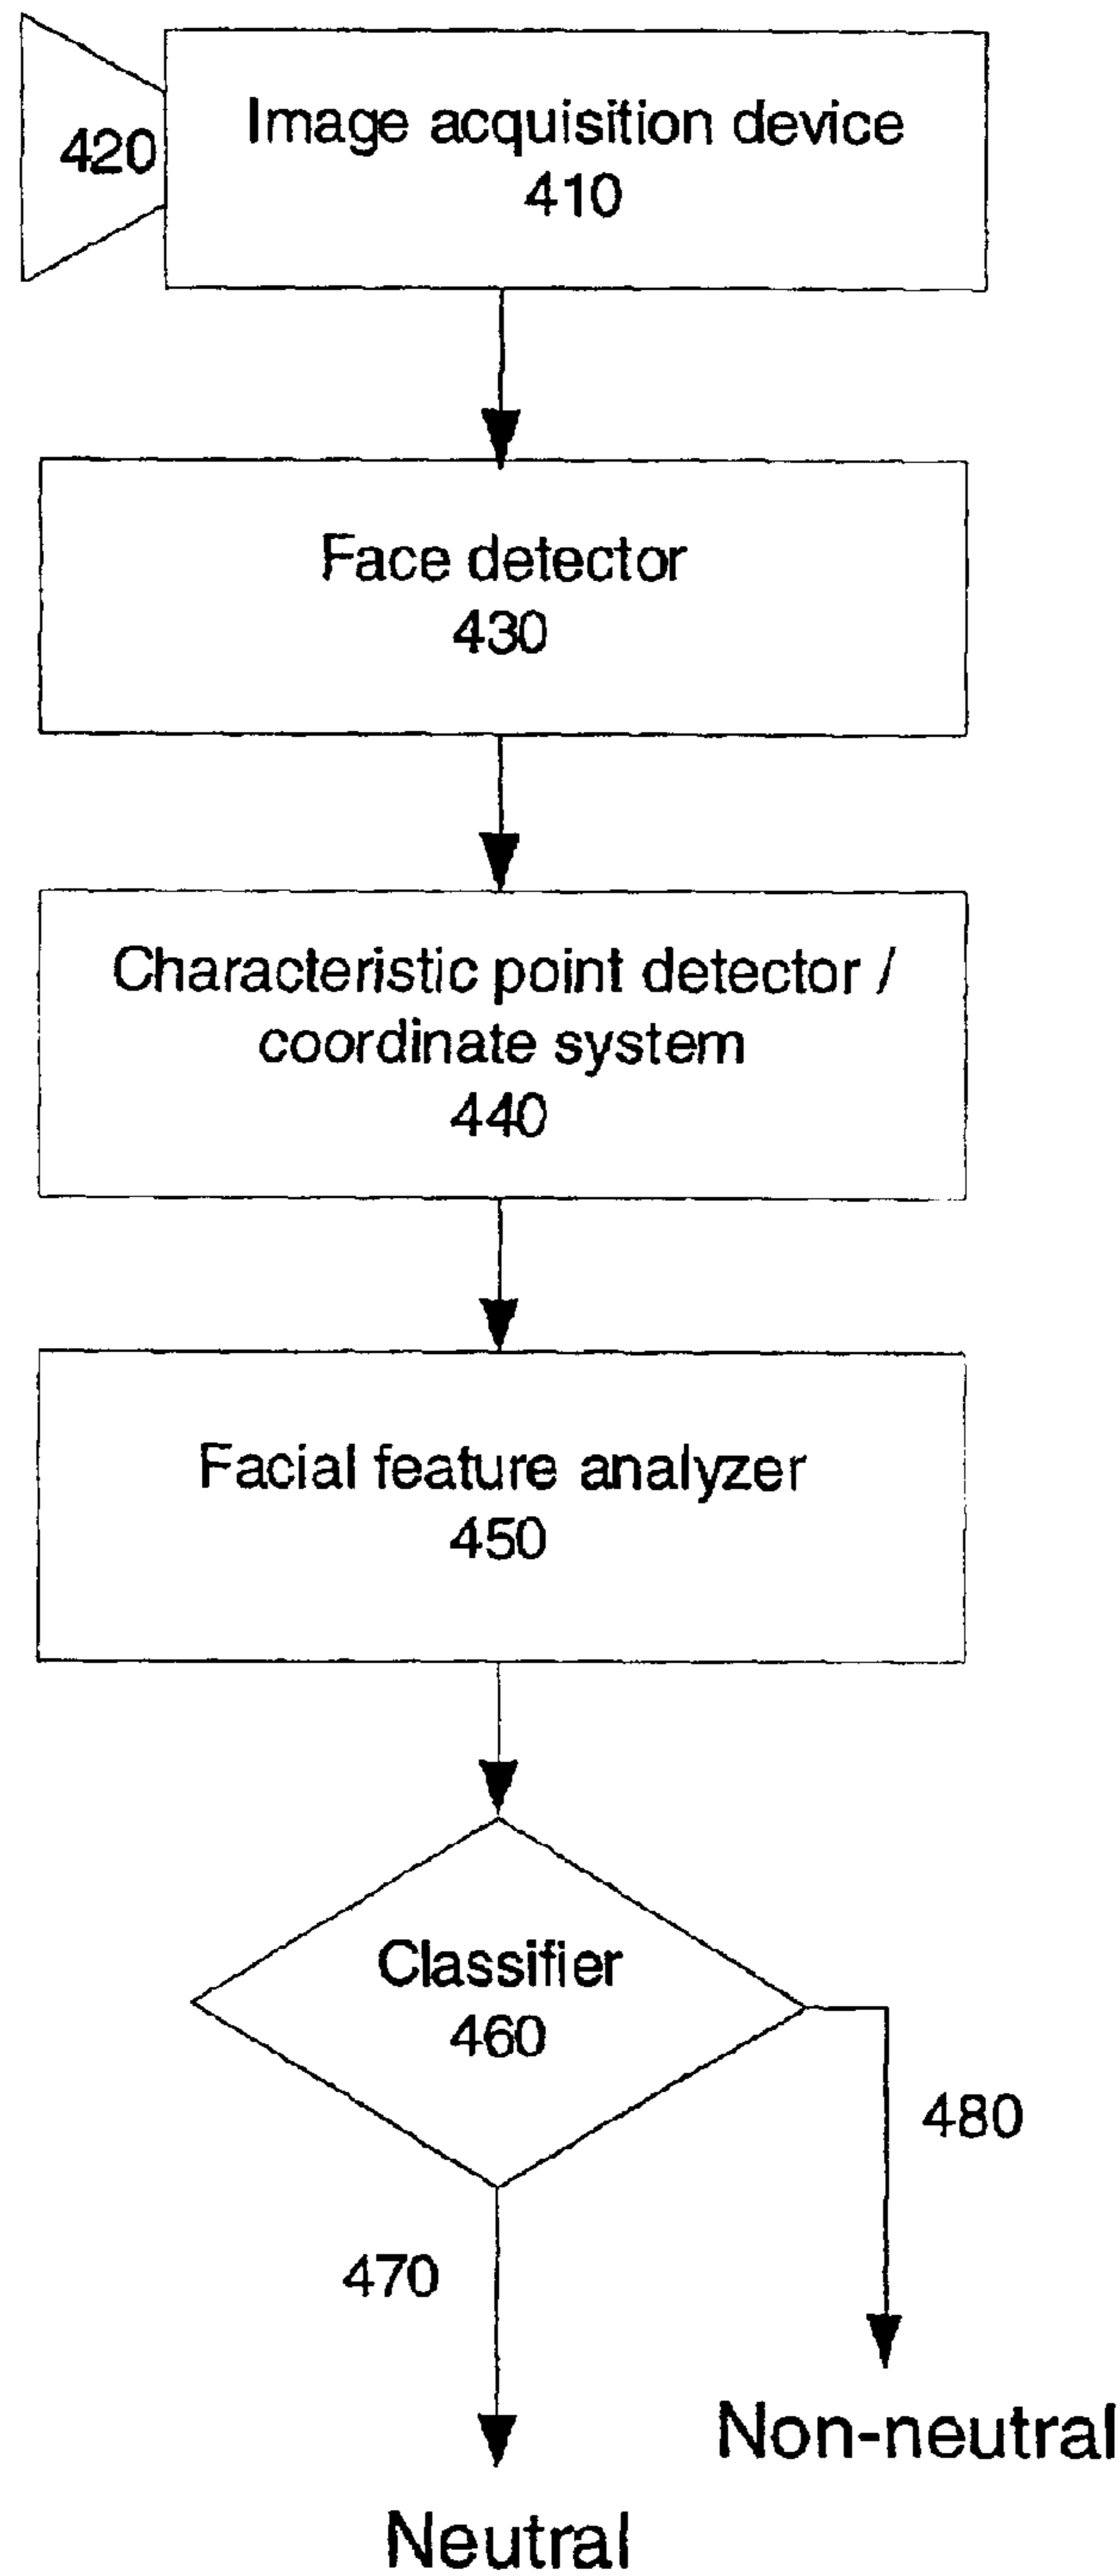 420
Image acquisition device
410
Face detector
430
Characteristic point detector /
coordinate system
440
Facial feature analyzer
450
Classifier
460
480
470
Non-neutral
Neutral